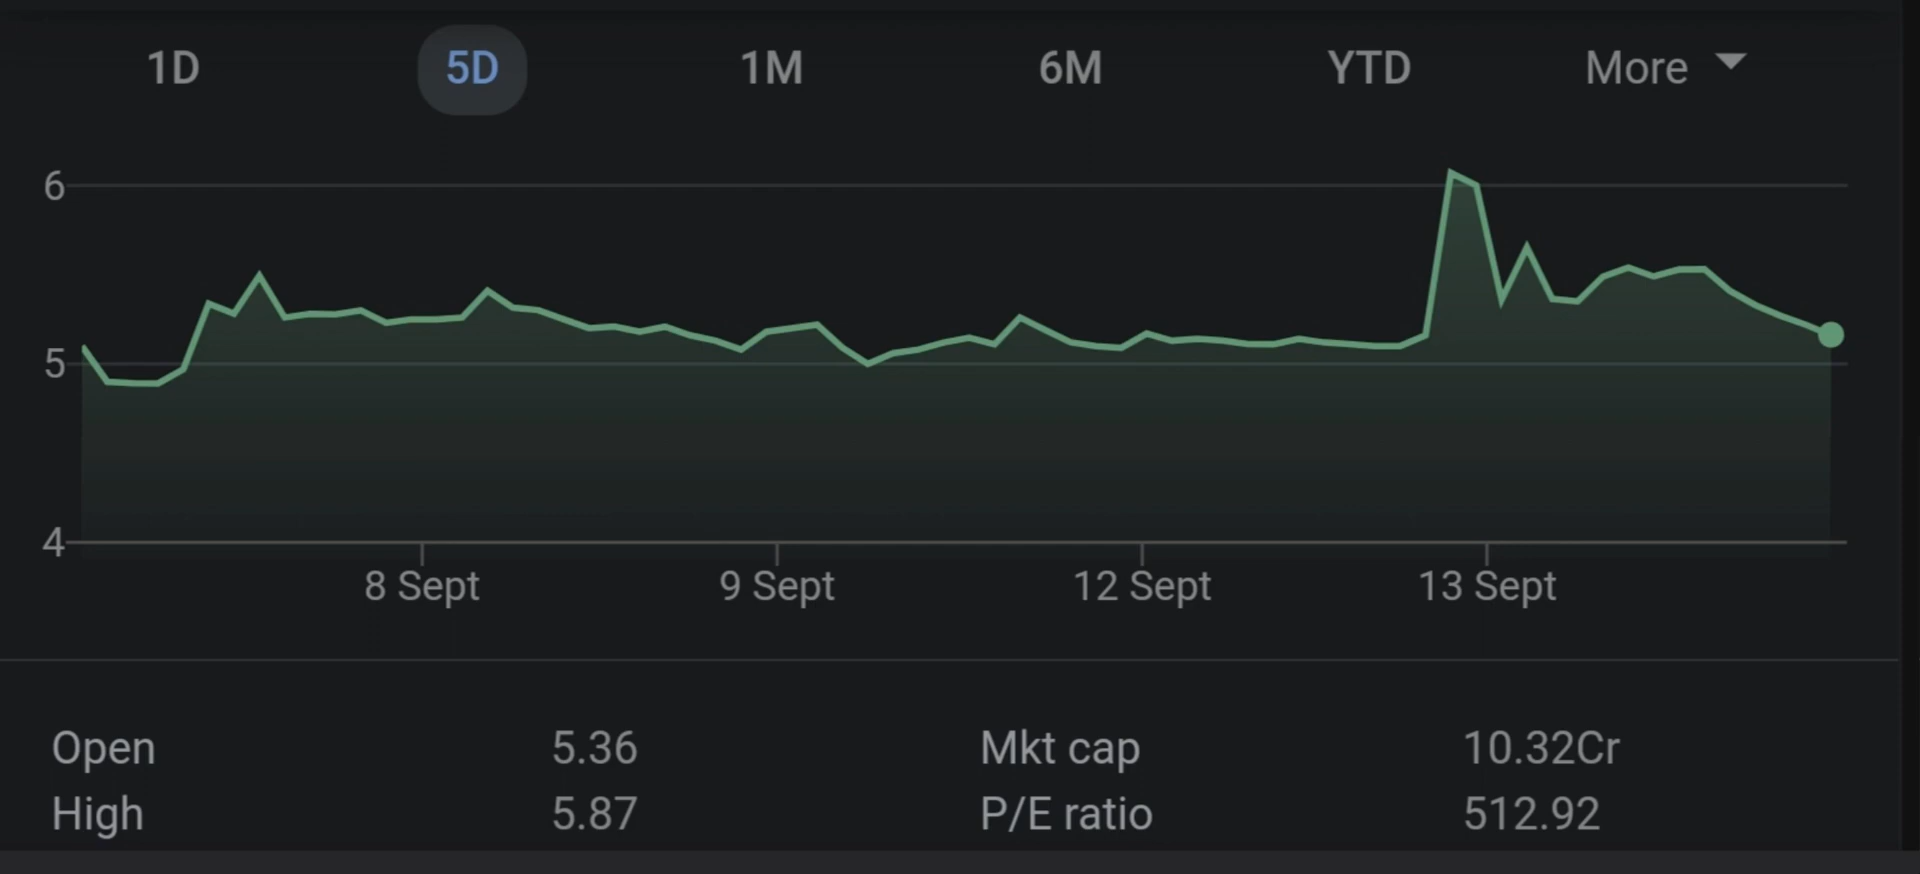 1D 5D 1M 6M YTD More
6
5
4
8 Sept 9 Sept 12 Sept 13 Sept
Open 5.36 Mkt cap 10.32Cr
High 5.87 P/E ratio 512.92